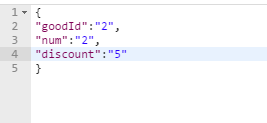 1 {
2 "goodId":"2",
3 "num":"2",
4 "discount":"5"
5 }